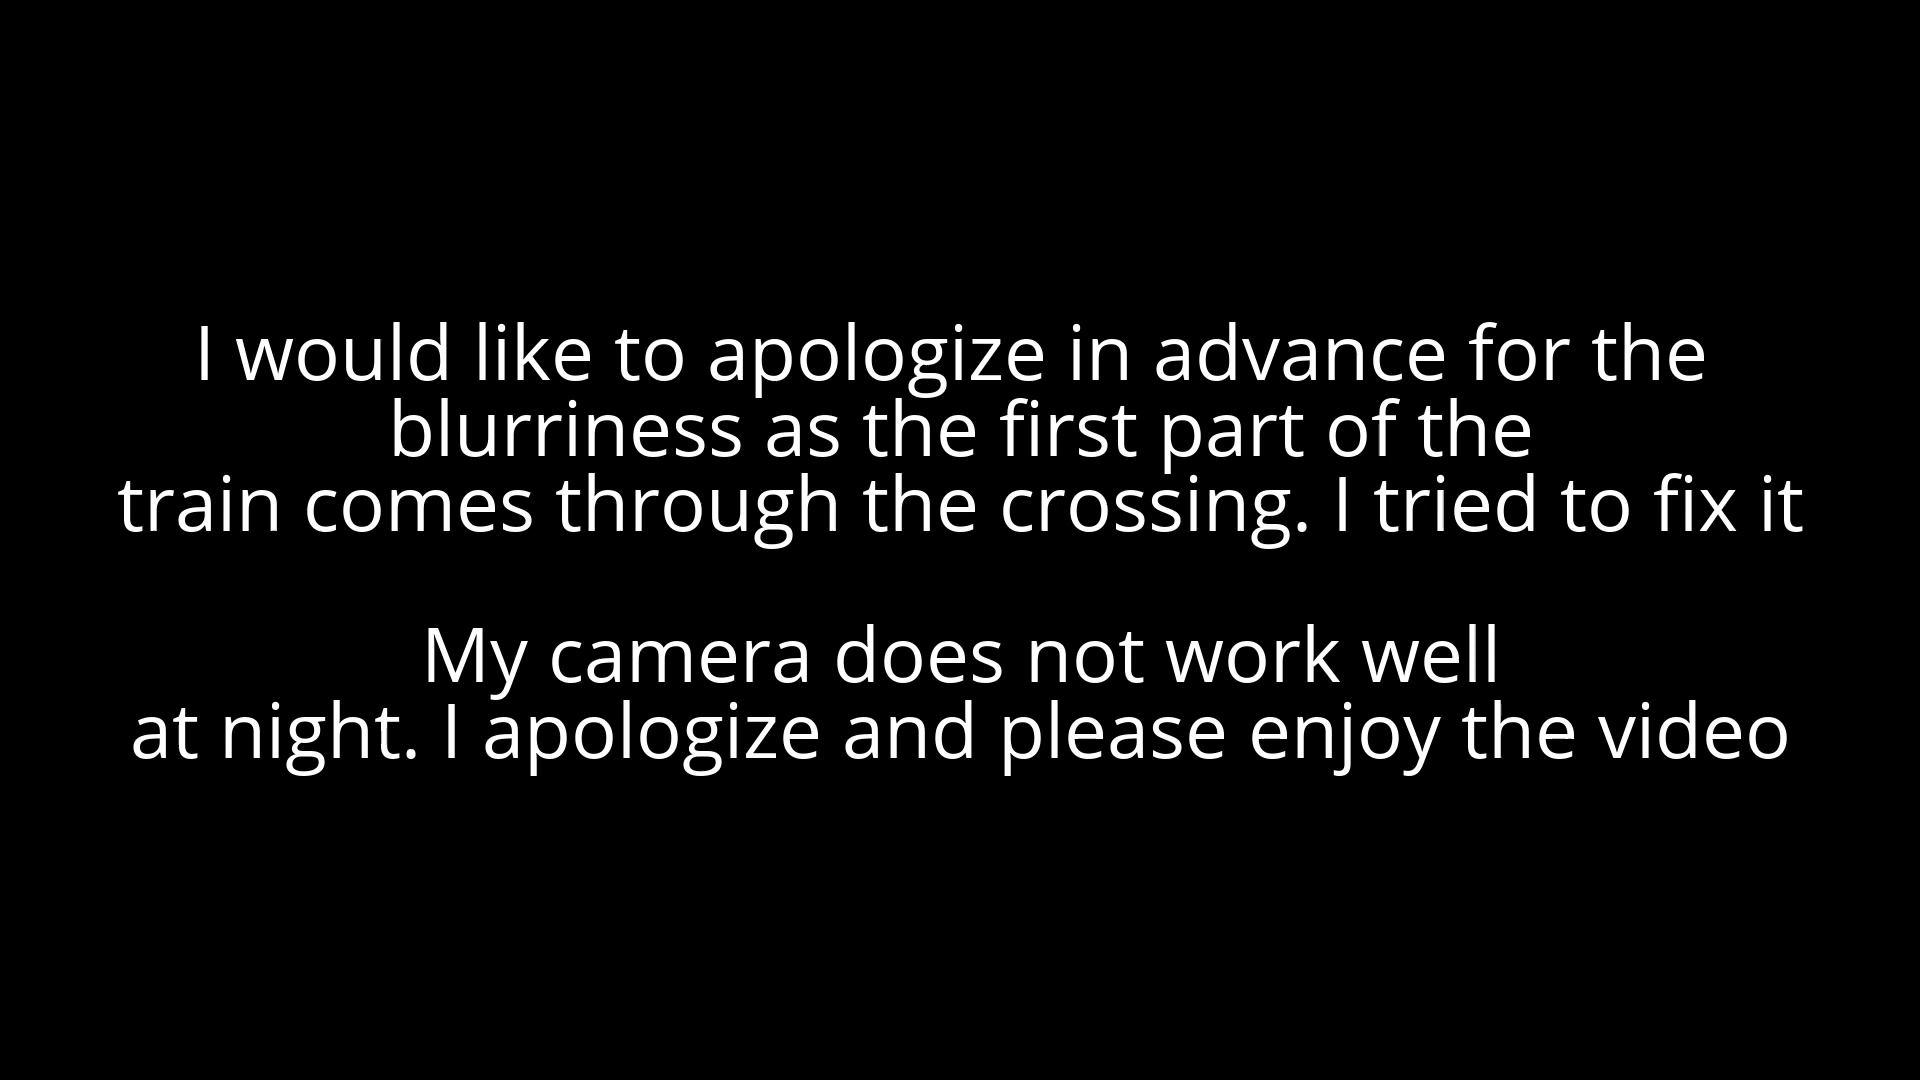 I would like to apologize in advance for the
blurriness as the first part of the
train comes through the crossing. I tried to fix it
My camera does not work well
at night. I apologize and please enjoy the video